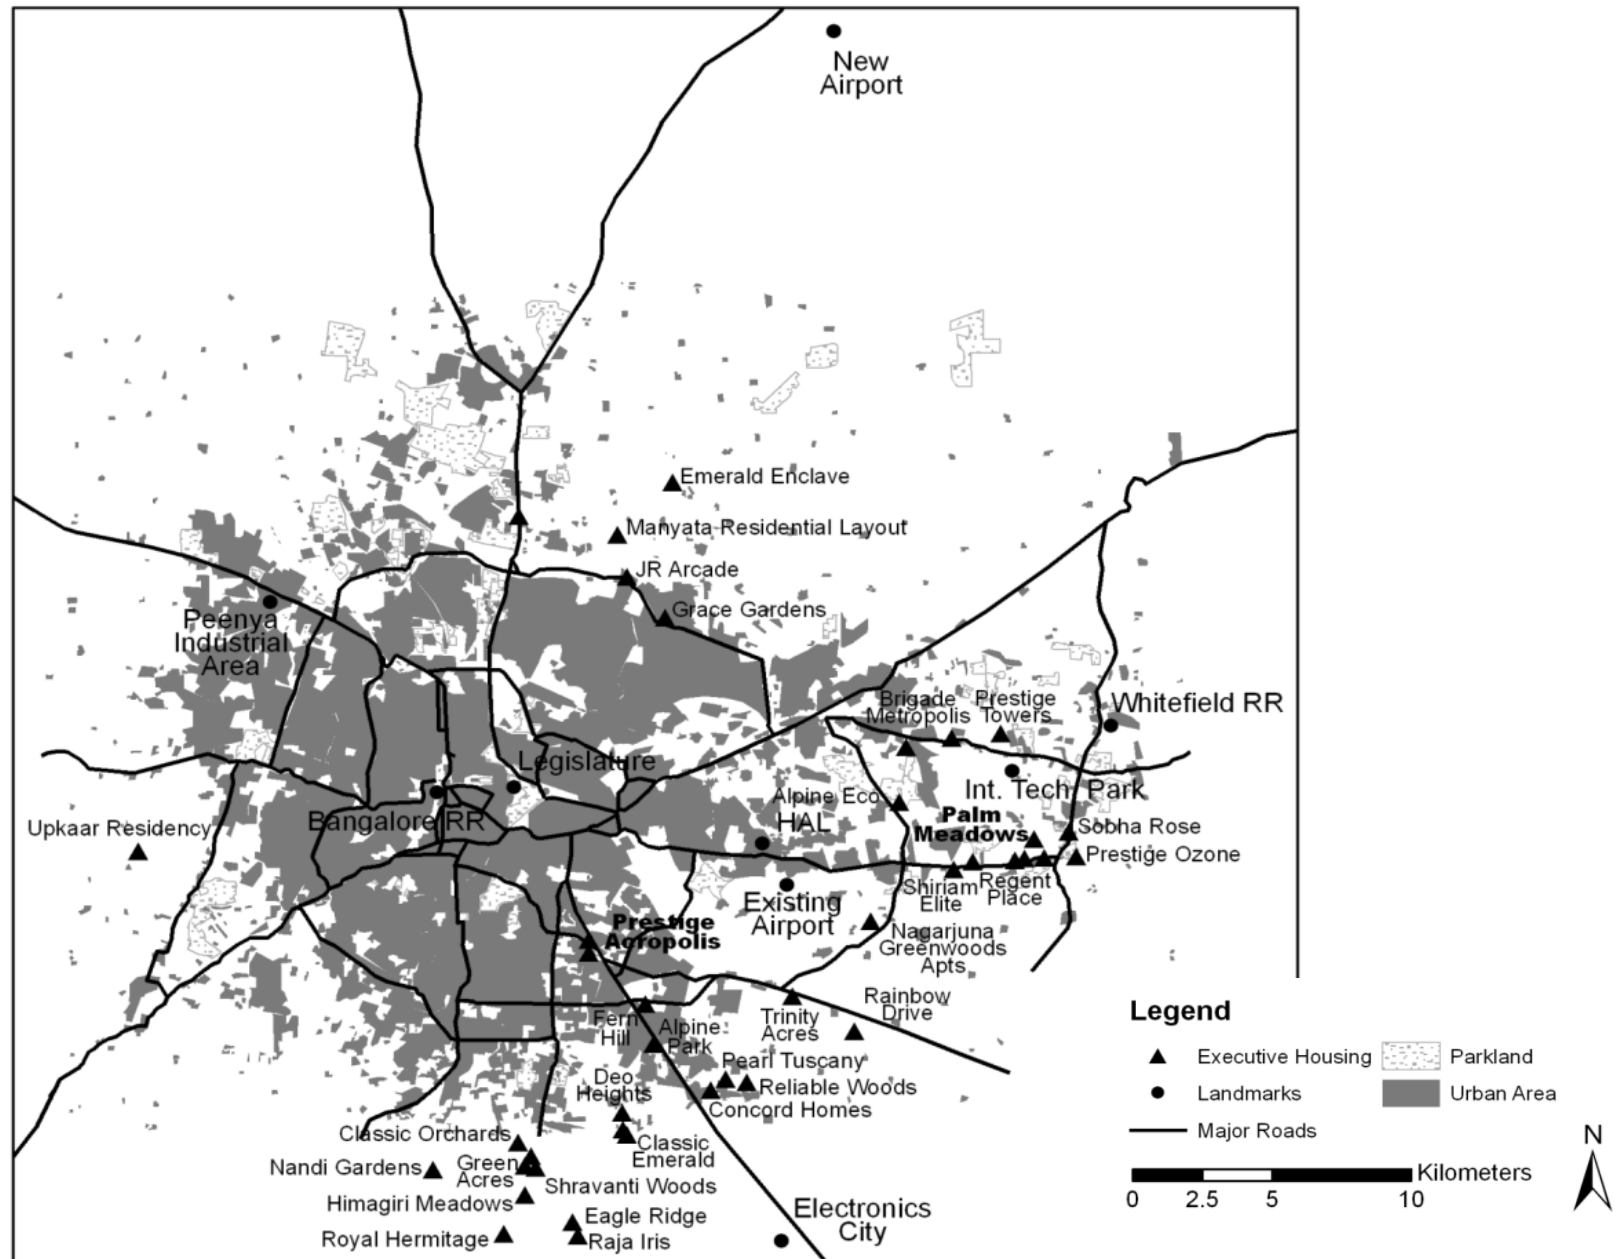 New
Airport
Emerald Enclave
Manyata Residential Layout
JR Arcade
Grace Gardens
Peenya
Industrial
Area
Brigade
Metropolis
Prestige
Towers
Whitefield RR
Legislature
Int. Tech. Park
Alpine Eco
HAL
Palm
Meadows
Bangalore RR
Upkaar Residency
Sobha Rose
Prestige Ozone
Shiriam
Elite
Regent
Place
Existing
Airport
Prestige
Acropolis
Nagarjuna
Greenwoods
Apts
Rainbow
Drive
Trinity
Acres
Fern
Hill
Alpine
Park
Pearl Tuscany
Reliable Woods
Concord Homes
Deo
Heights
Classic Orchards
Classic
Emerald
Nandi Gardens
Green
Acres
Shravanti Woods
Himagiri Meadows
Eagle Ridge
Royal Hermitage
Raja Iris
Electronics
City
Legend
Executive Housing
Parkland
Landmarks
Urban Area
Major Roads
N
Kilometers
0 2.5 5 10